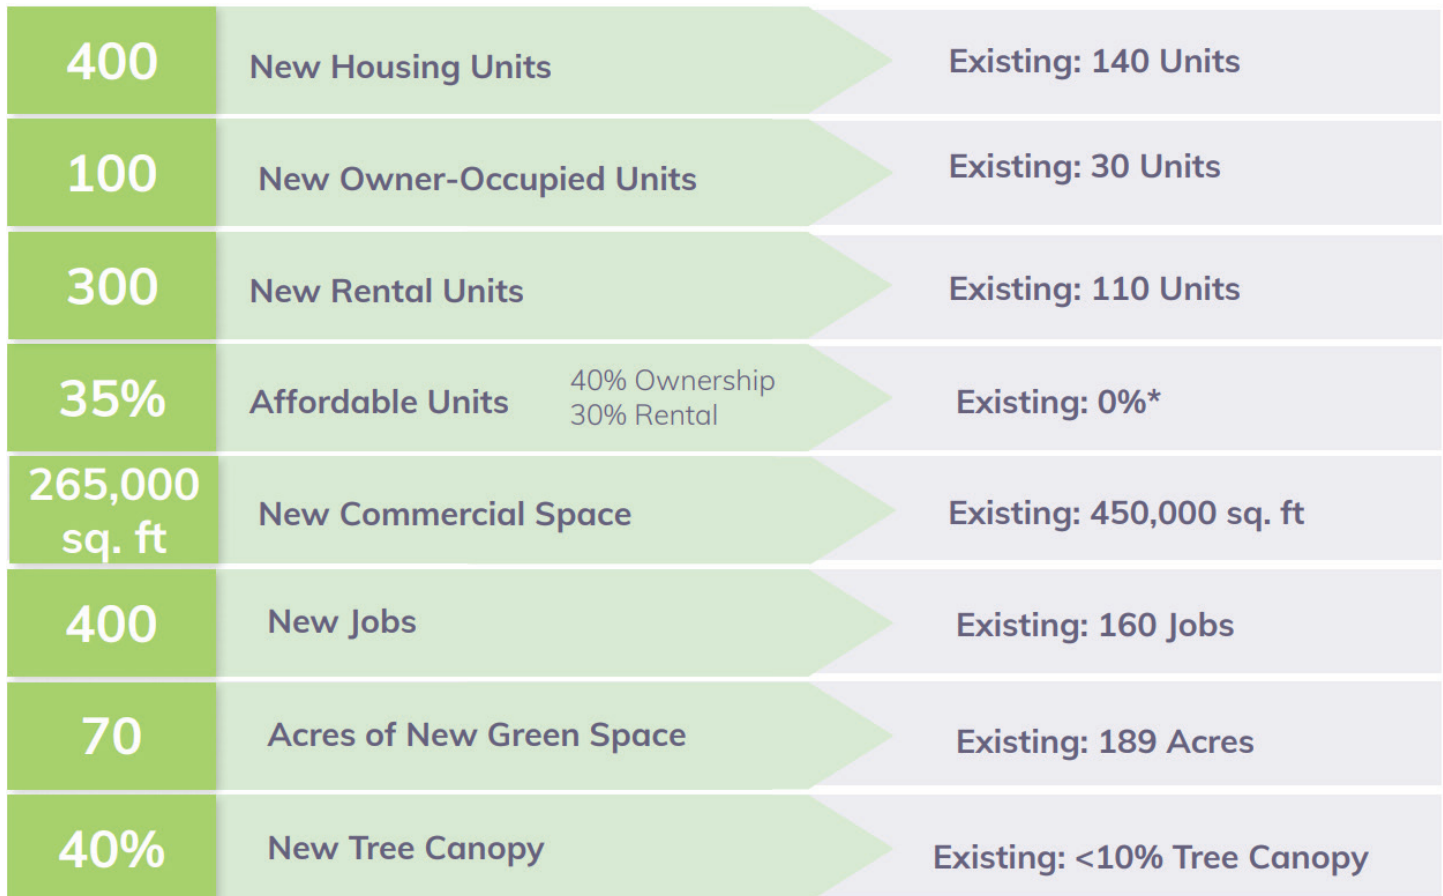 400
New Housing Units
Existing: 140 Units
100
New Owner-Occupied Units
Existing: 30 Units
300
New Rental Units
Existing: 110 Units
35%
Affordable Units
40% Ownership
30% Rental
Existing: 0%*
265,000
sq. ft
New Commercial Space
Existing: 450,000 sq. ft
400
New Jobs
Existing: 160 Jobs
70
Acres of New Green Space
Existing: 189 Acres
40%
New Tree Canopy
Existing: <10% Tree Canopy